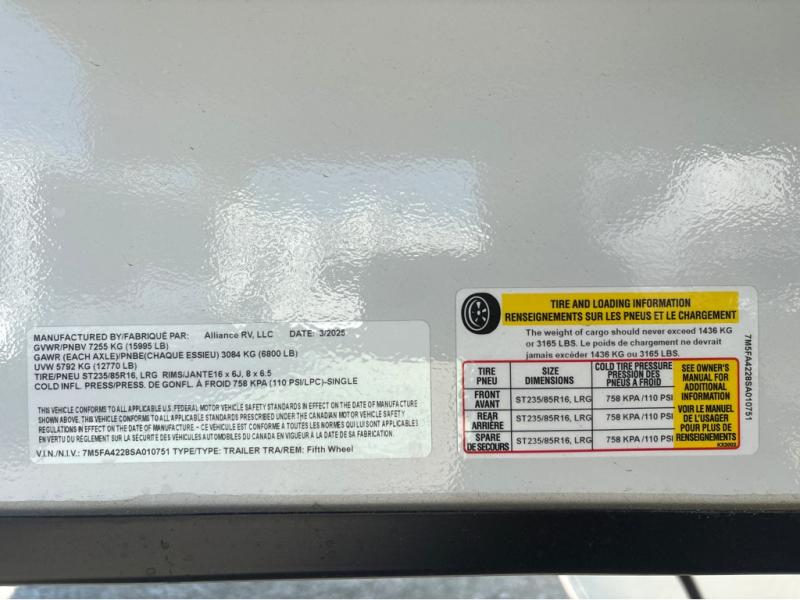 MANUFACTURED BY/FABRIQUÉ PAR: Alliance RV, LLC DATE: 3/2025
GVWR/PNBV 7255 KG (15995 LB)
GAWR (EACH AXLE)/PNBE(CHAQUE ESSIEU) 3084 KG (6800 LB)
UVW 5792 KG (12770 LB)
TIRE/PNEU ST235/85R16, LRG RIMS/JANTE16 x 6J, 8 x 6.5
COLD INFL. PRESS/PRESS. DE GONFL. À FROID 758 KPA (110 PSI/LPC)-SINGLE
THIS VEHICLE CONFORMS TO ALL APPLICABLE U.S. FEDERAL MOTOR VEHICLE SAFETY STANDARDS IN EFFECT ON THE DATE OF MANUFACTURE
SHOWN ABOVE. THIS VEHICLE CONFORMS TO ALL APPLICABLE STANDARDS PRESCRIBED UNDER THE CANADIAN MOTOR VEHICLE SAFETY
REGULATIONS IN EFFECT ON THE DATE OF MANUFACTURE. - CE VÉHICULE EST CONFORME À TOUTES LES NORMES QUI LUI SONT APPLICABLES
EN VERTU DU RÈGLEMENT SUR LA SÉCURITÉ DES VÉHICULES AUTOMOBILES DU CANADA EN VIGUEUR À LA DATE DE SA FABRICATION.
V.I.N./N.I.V.: 7M5FA4228SA010751 TYPE/TYPE: TRAILER TRA/REM: Fifth Wheel
TIRE AND LOADING INFORMATION
RENSEIGNEMENTS SUR LES PNEUS ET LE CHARGEMENT
The weight of cargo should never exceed 1436 KG
or 3165 LBS. Le poids de chargement ne devrait
jamais excéder 1436 KG ou 3165 LBS.
TIRE
PNEU
SIZE
DIMENSIONS
COLD TIRE PRESSURE
PRESSION DES
PNEUS À FROID
FRONT
AVANT
ST235/85R16, LRG
758 KPA /110 PSI
REAR
ARRIÈRE
ST235/85R16, LRG
758 KPA /110 PSI
SPARE
DE SECOURS
ST235/85R16, LRG
758 KPA /110 PSI
SEE OWNER'S
MANUAL FOR
ADDITIONAL
INFORMATION
VOIR LE MANUEL
DE L'USAGER
POUR PLUS DE
RENSEIGNEMENTS
7M5FA4228SA010751